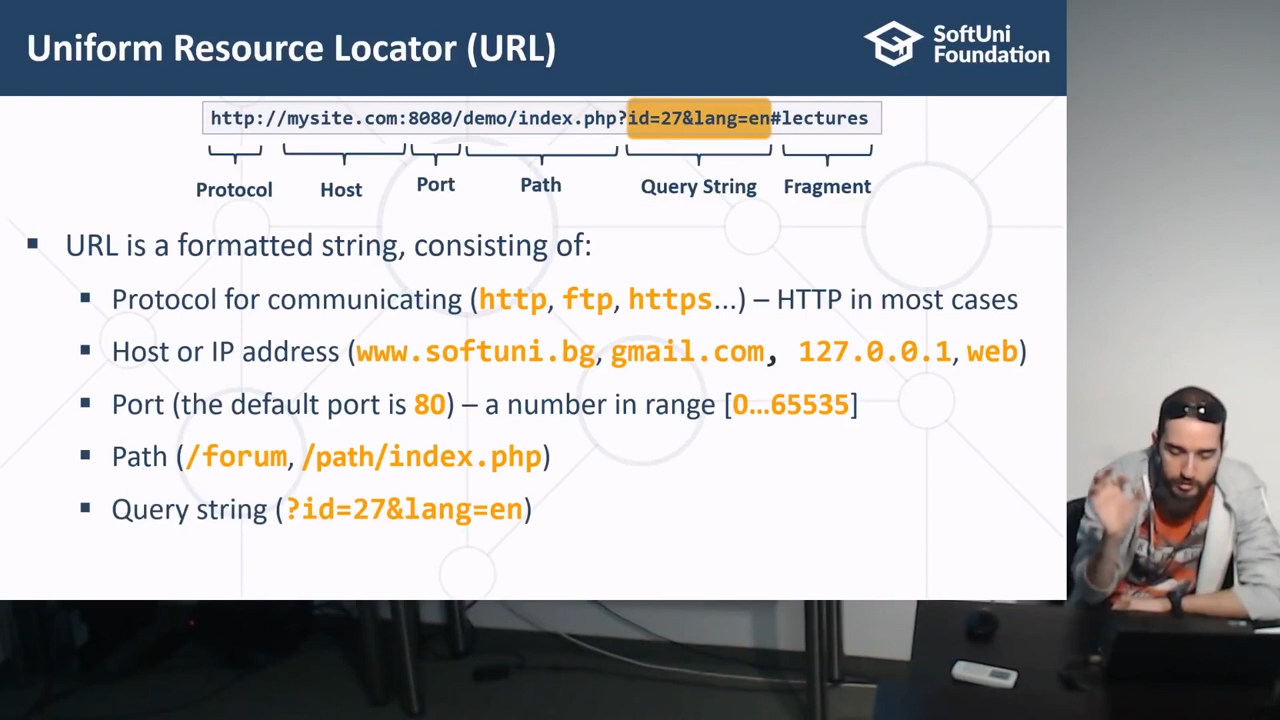 Uniform Resource Locator (URL)
SoftUni
Foundation
http://mysite.com:8080/demo/index.php?id=27&lang=en#lectures
Protocol Host Port Path Query String Fragment
▪ URL is a formatted string, consisting of:
▪ Protocol for communicating (http, ftp, https...) – HTTP in most cases
▪ Host or IP address (www.softuni.bg, gmail.com, 127.0.0.1, web)
▪ Port (the default port is 80) – a number in range [0…65535]
▪ Path (/forum, /path/index.php)
▪ Query string (?id=27&lang=en)